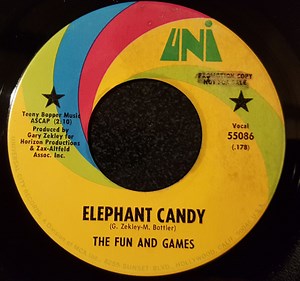 UNI
PROMOTION COPY
NOT FOR SALE
Teeny Bopper Music
ASCAP (2:10)
Produced by
Gary Zekley for
Horizon Productions
& Zax-Altfeld
Assoc. Inc.
Vocal
55086
(.178)
ELEPHANT CANDY
(G. Zekley-M. Bottler)
THE FUN AND GAMES